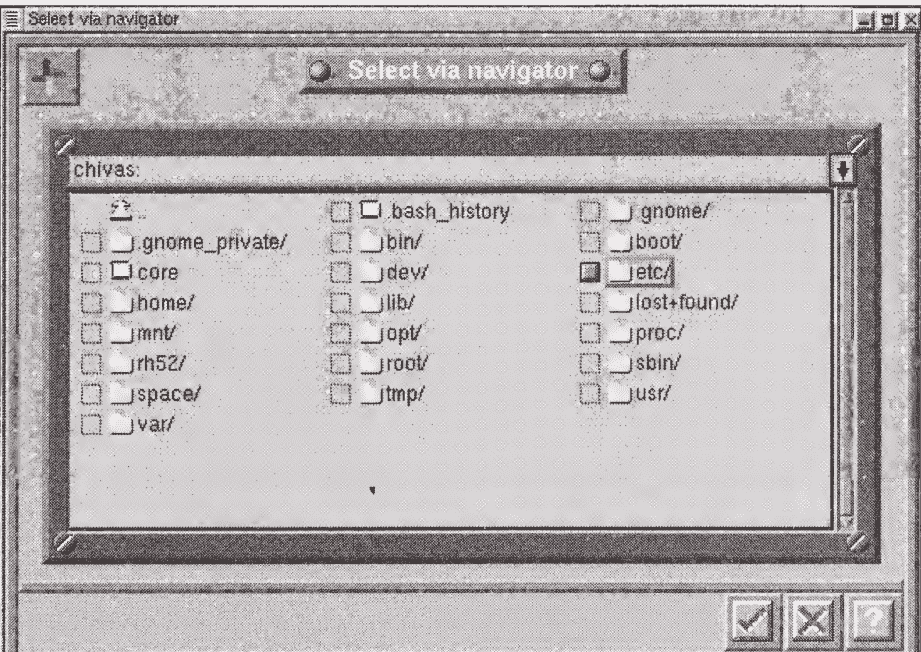 Select via navigator
Select via navigator
chivas:
..
.bash_history
.gnome/
.gnome_private/
bin/
boot/
core
dev/
etc/
home/
lib/
lost+found/
mnt/
opt/
proc/
rh52/
root/
sbin/
space/
tmp/
usr/
var/
?